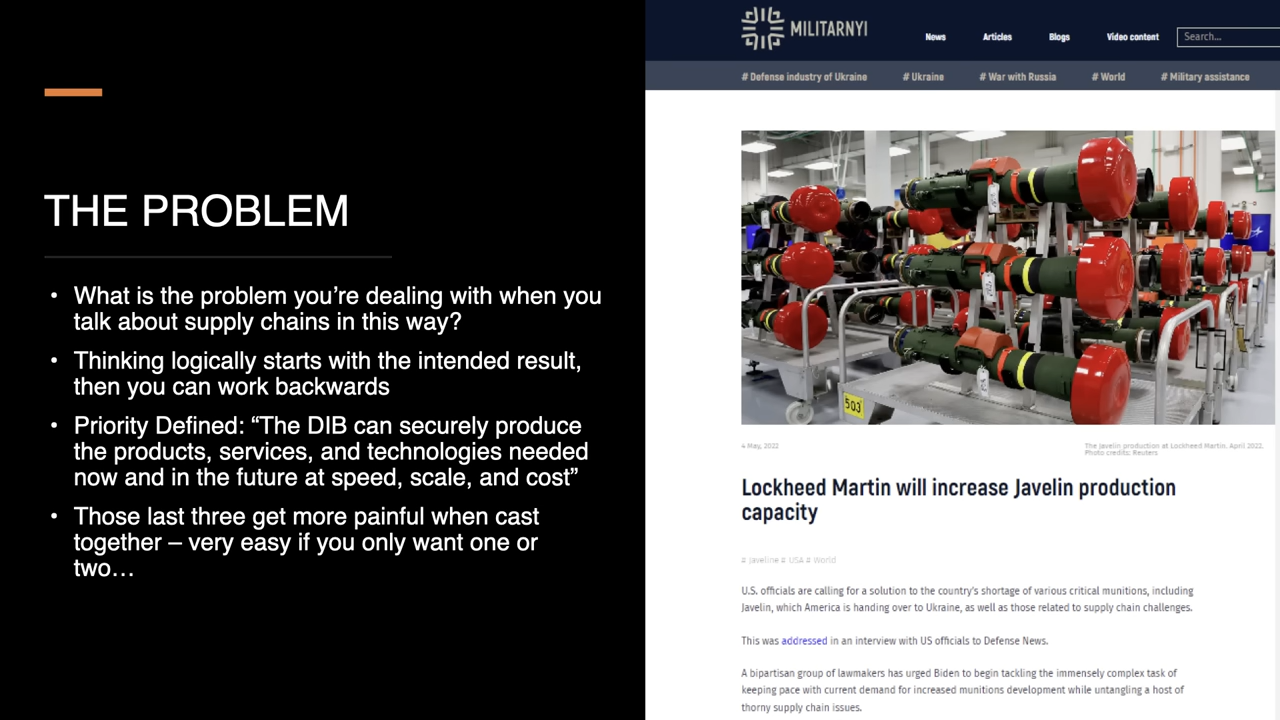 THE PROBLEM
• What is the problem you’re dealing with when you
talk about supply chains in this way?
• Thinking logically starts with the intended result,
then you can work backwards
• Priority Defined: “The DIB can securely produce
the products, services, and technologies needed
now and in the future at speed, scale, and cost”
• Those last three get more painful when cast
together – very easy if you only want one or
two…
MILITARNYI
News Articles Blogs Video content Search...
# Defense industry of Ukraine # Ukraine # War with Russia # World # Military assistance
503
4 May, 2022
The Javelin production at Lockheed Martin. April 2022.
Photo credits: Reuters
Lockheed Martin will increase Javelin production
capacity
# Javeline # USA # World
U.S. officials are calling for a solution to the country's shortage of various critical munitions, including
Javelin, which America is handing over to Ukraine, as well as those related to supply chain challenges.
This was addressed in an interview with US officials to Defense News.
A bipartisan group of lawmakers has urged Biden to begin tackling the immensely complex task of
keeping pace with current demand for increased munitions development while untangling a host of
thorny supply chain issues.